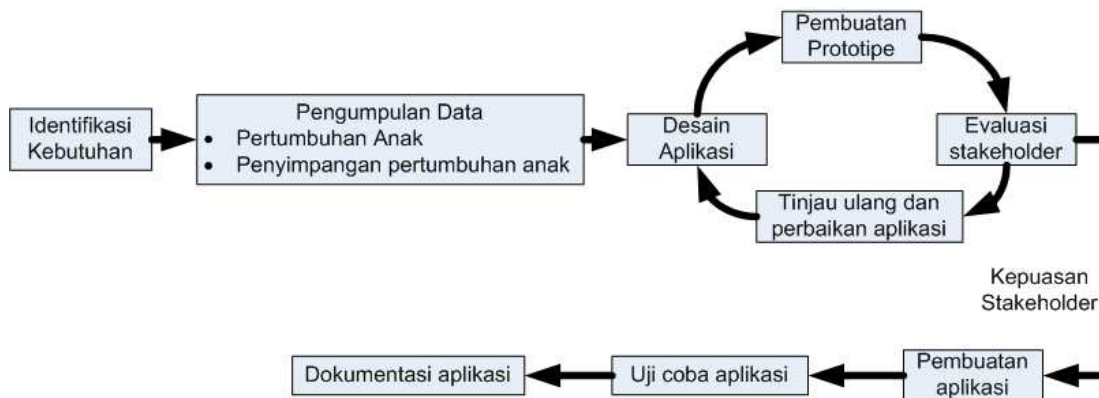 Identifikasi
Kebutuhan
Pengumpulan Data
• Pertumbuhan Anak
• Penyimpangan pertumbuhan anak
Desain
Aplikasi
Pembuatan
Prototipe
Evaluasi
stakeholder
Tinjau ulang dan
perbaikan aplikasi
Kepuasan
Stakeholder
Pembuatan
aplikasi
Uji coba aplikasi
Dokumentasi aplikasi